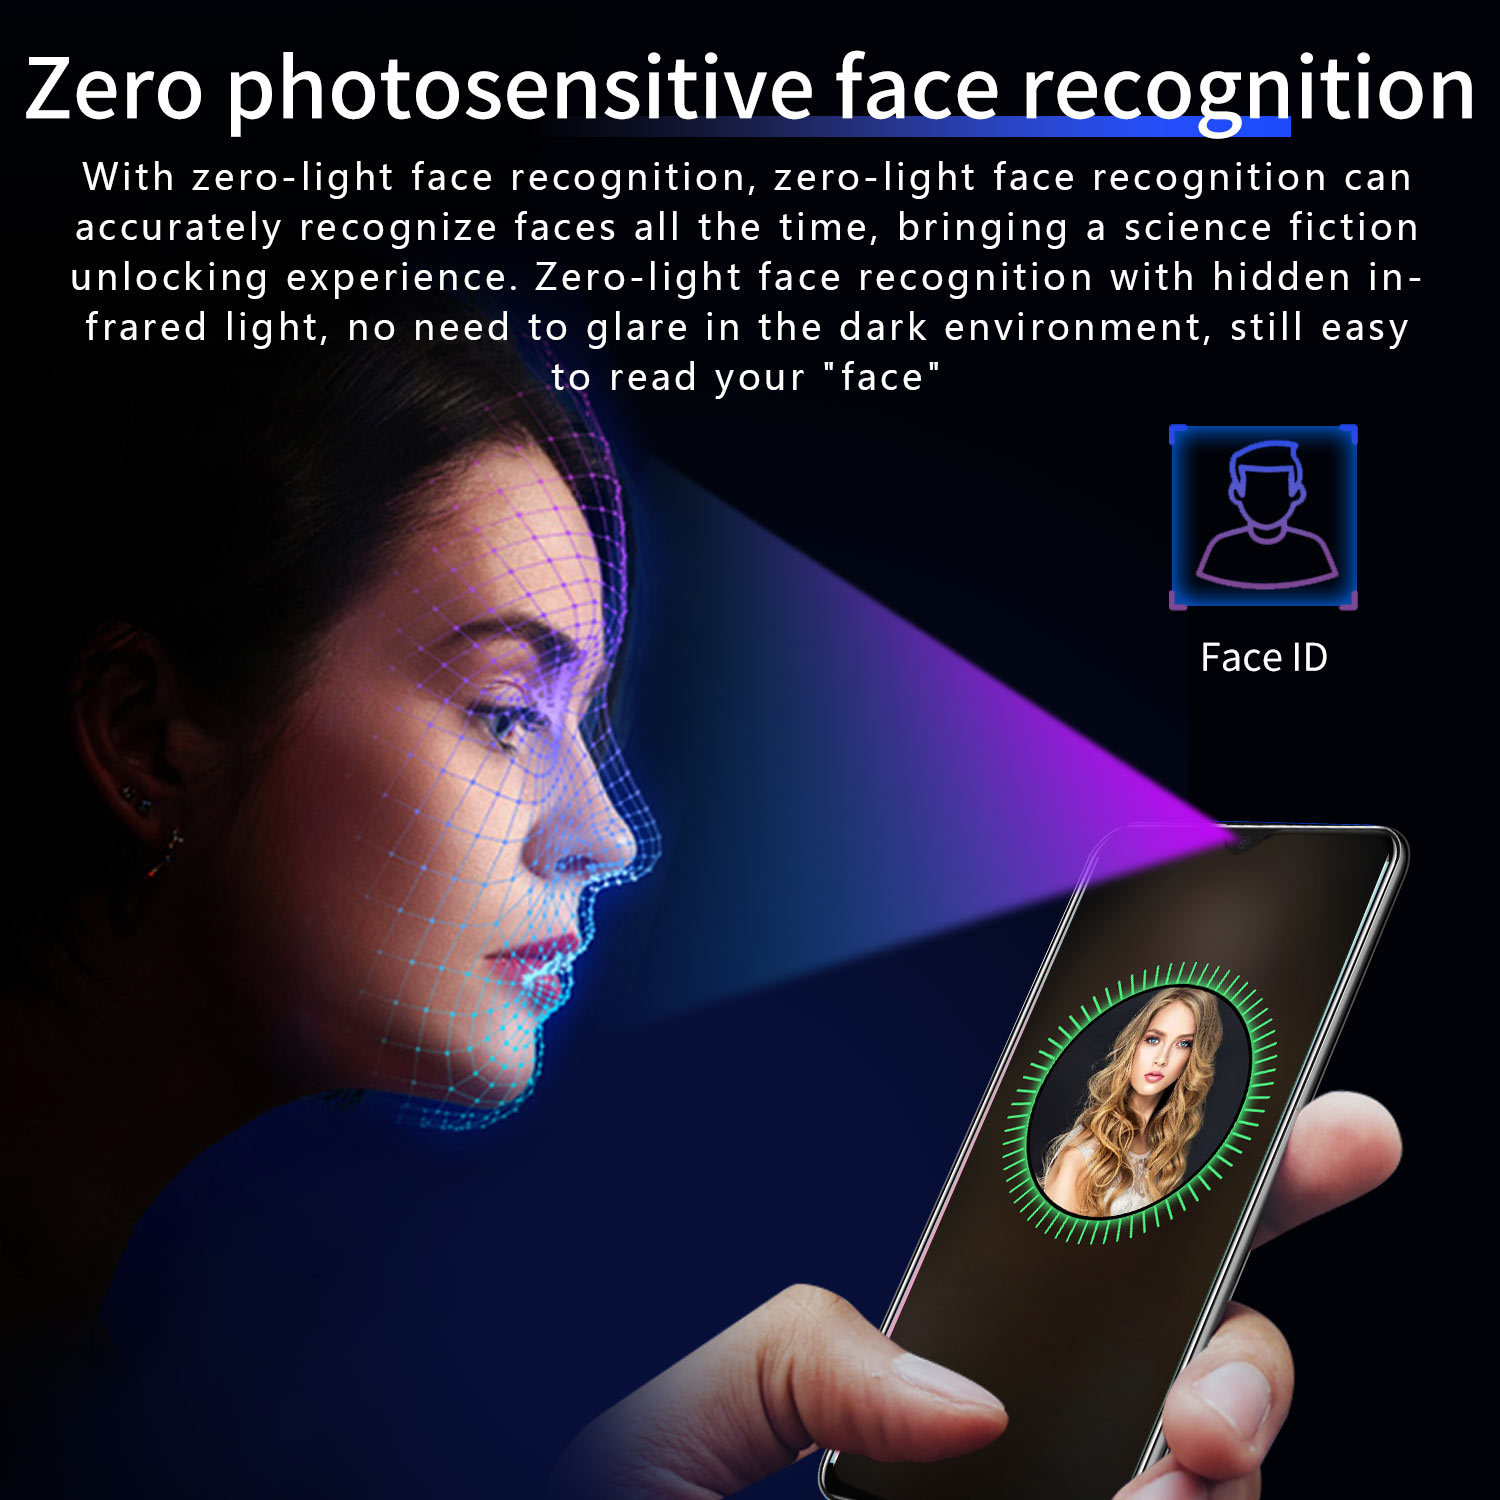 Zero photosensitive face recognition
With zero-light face recognition, zero-light face recognition can
accurately recognize faces all the time, bringing a science fiction
unlocking experience. Zero-light face recognition with hidden in-
frared light, no need to glare in the dark environment, still easy
to read your "face"
Face ID